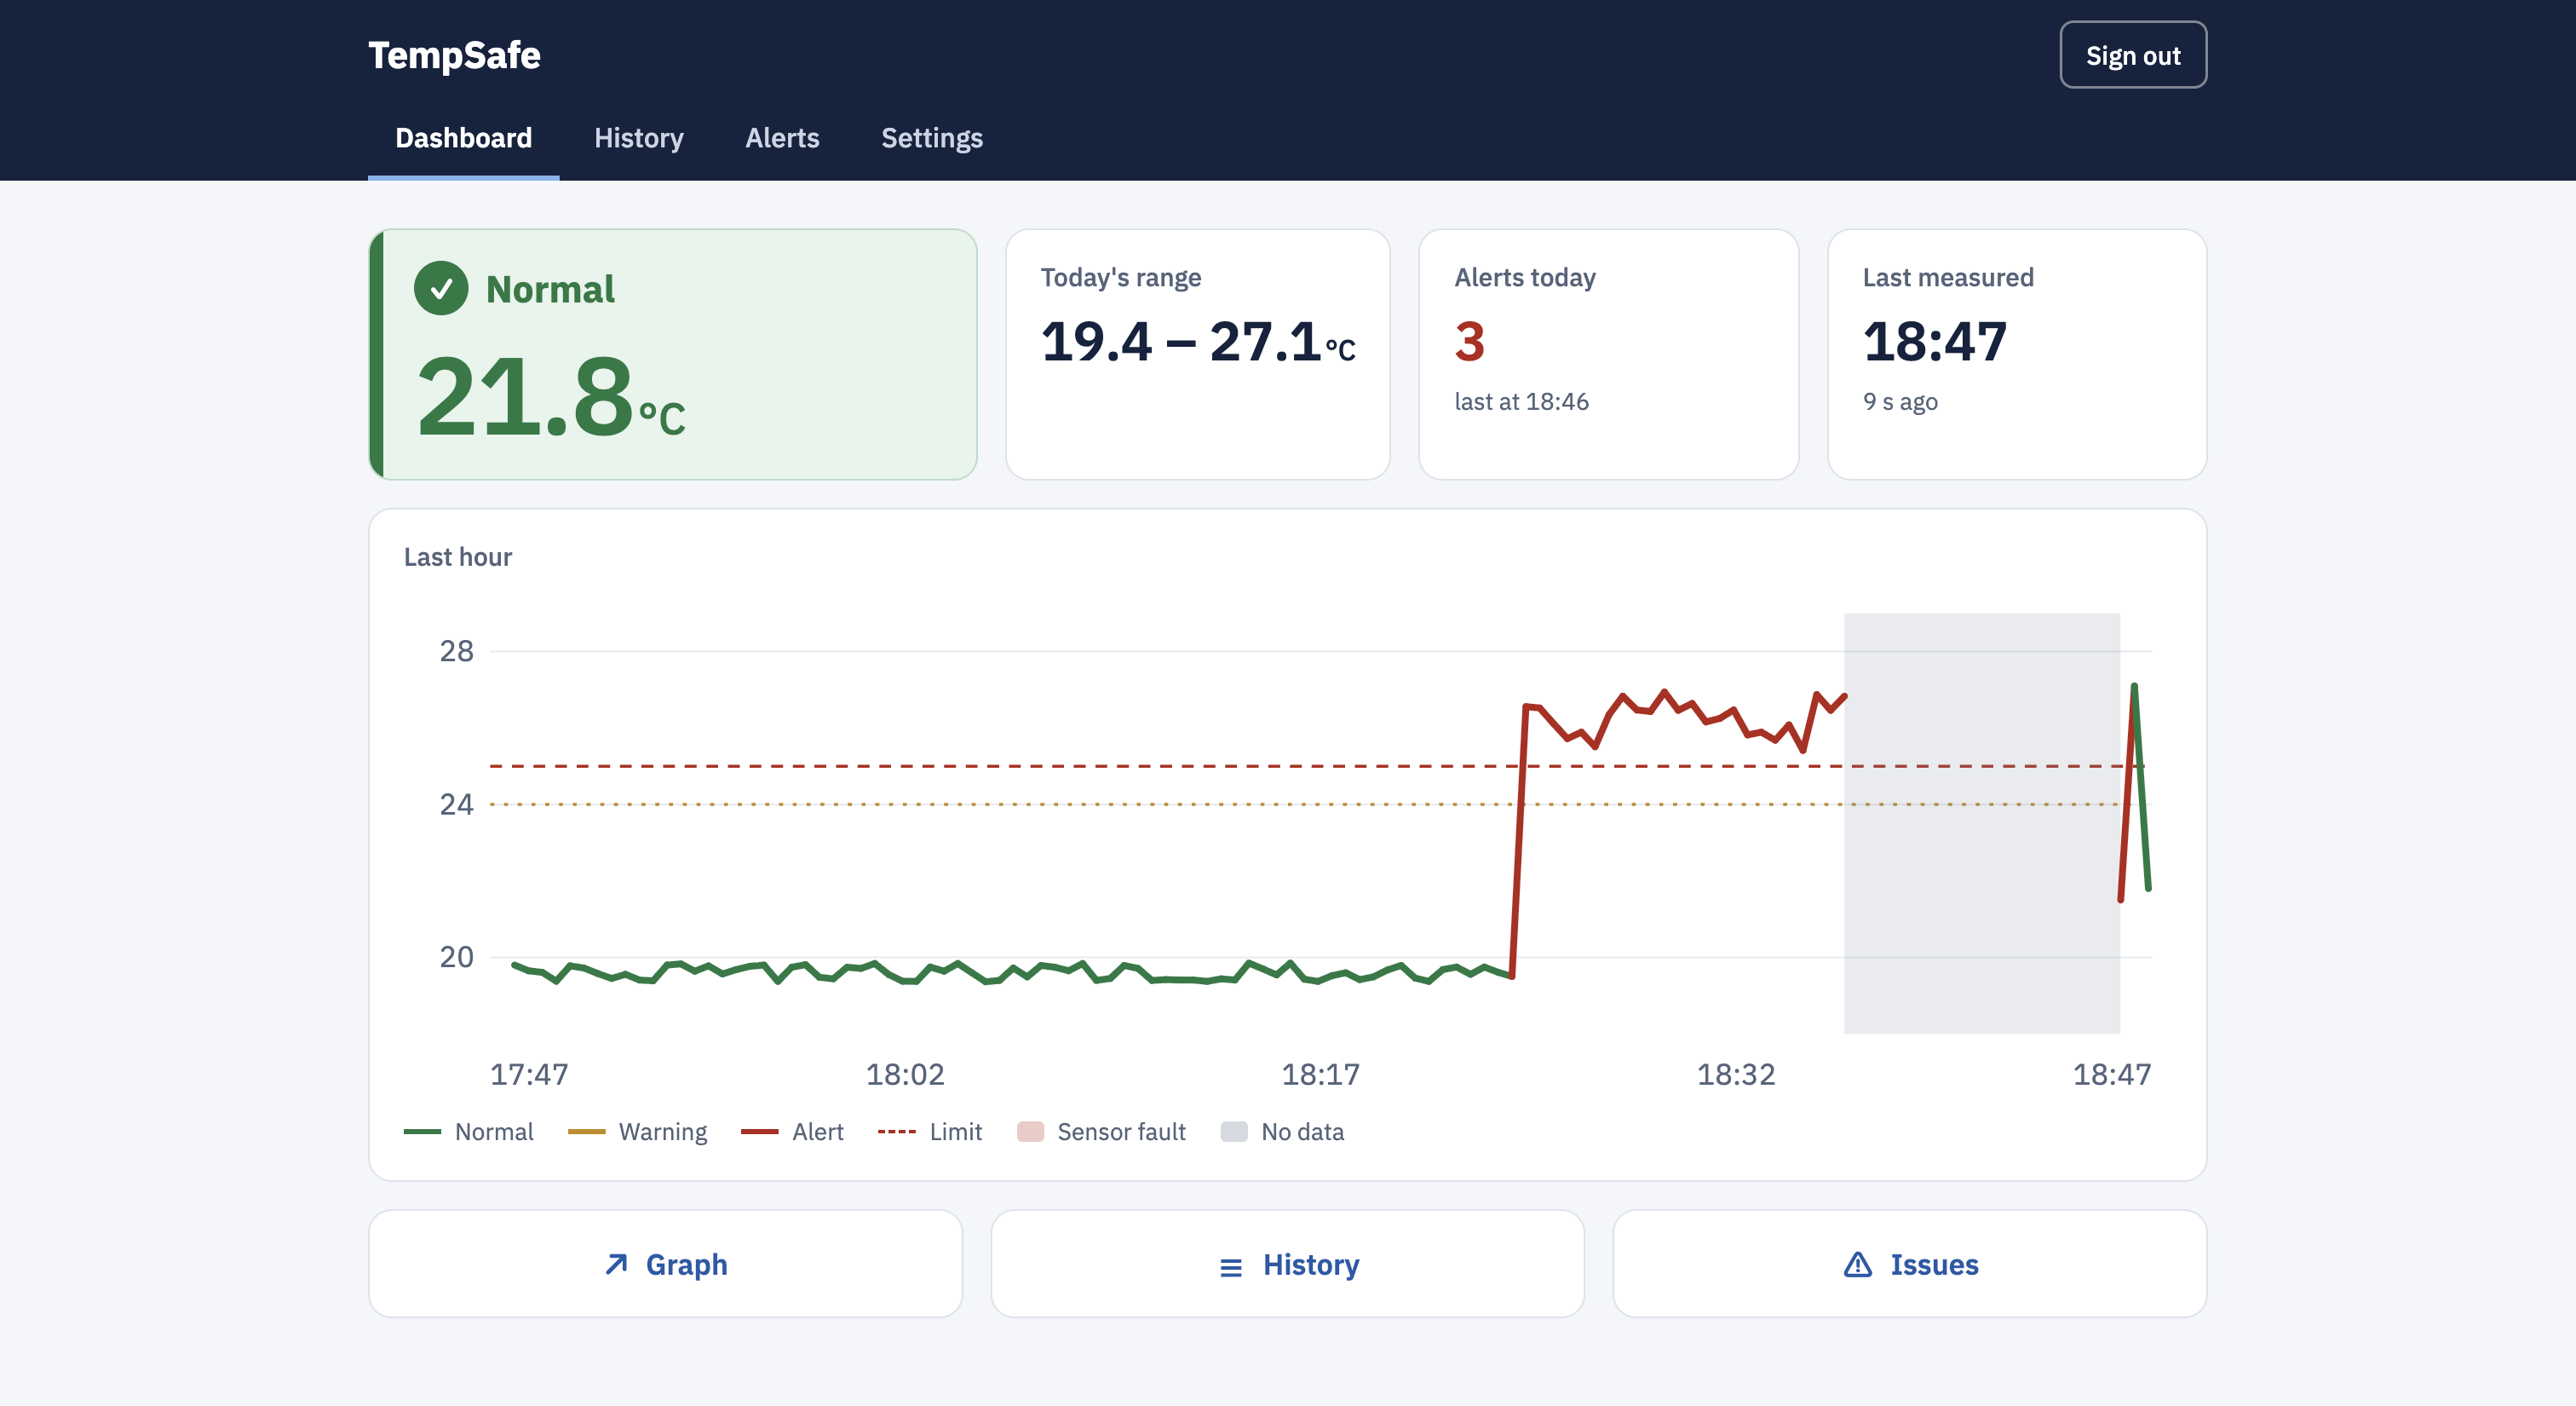 TempSafe
Sign out
Dashboard History Alerts Settings
Normal
21.8°C
Today's range
19.4 – 27.1°C
Alerts today
3
last at 18:46
Last measured
18:47
9 s ago
Last hour
28
24
20
17:47 18:02 18:17 18:32 18:47
Normal Warning Alert Limit Sensor fault No data
Graph
History
Issues